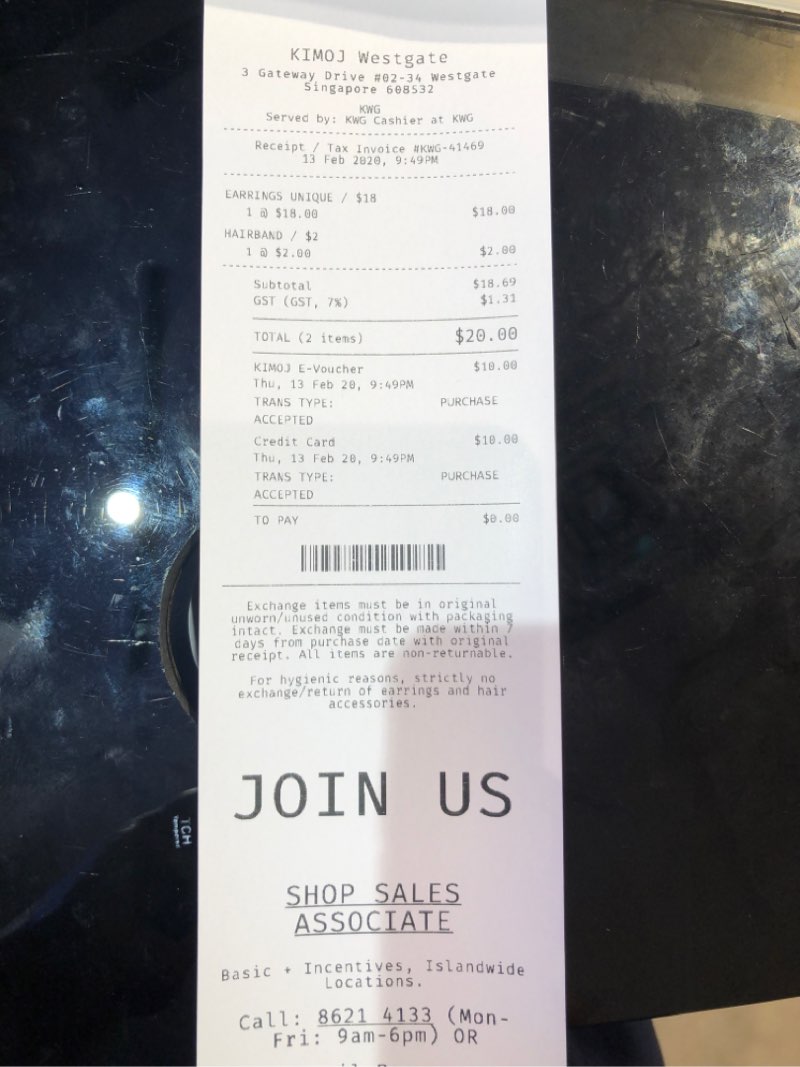 KIMOJ Westgate
3 Gateway Drive #02-34 Westgate
Singapore 608532
KWG
Served by: KWG Cashier at KWG
Receipt / Tax Invoice #KWG-41469
13 Feb 2020, 9:49PM
EARRINGS UNIQUE / $18
1 @ $18.00 $18.00
HAIRBAND / $2
1 @ $2.00 $2.00
Subtotal $18.69
GST (GST, 7%) $1.31
TOTAL (2 items) $20.00
KIMOJ E-Voucher $10.00
Thu, 13 Feb 20, 9:49PM
TRANS TYPE: PURCHASE
ACCEPTED
Credit Card $10.00
Thu, 13 Feb 20, 9:49PM
TRANS TYPE: PURCHASE
ACCEPTED
TO PAY $0.00
Exchange items must be in original
unworn/unused condition with packaging
intact. Exchange must be made within 7
days from purchase date with original
receipt. All items are non-returnable.
For hygienic reasons, strictly no
exchange/return of earrings and hair
accessories.
JOIN US
SHOP SALES
ASSOCIATE
Basic + Incentives, Islandwide
Locations.
Call: 8621 4133 (Mon-
Fri: 9am-6pm) OR